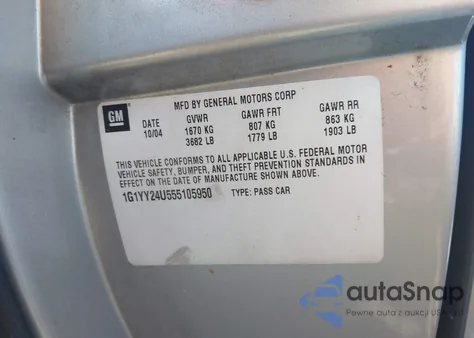 GM
MFD BY GENERAL MOTORS CORP
DATE GVWR GAWR FRT GAWR RR
10/04 1670 KG 807 KG 863 KG
3682 LB 1779 LB 1903 LB
THIS VEHICLE CONFORMS TO ALL APPLICABLE U.S. FEDERAL MOTOR
VEHICLE SAFETY, BUMPER, AND THEFT PREVENTION STANDARDS IN
EFFECT ON THE DATE OF MANUFACTURE SHOWN ABOVE.
1G1YY24U555105950 TYPE: PASS CAR
autoSnap
Pewne auta z aukcji